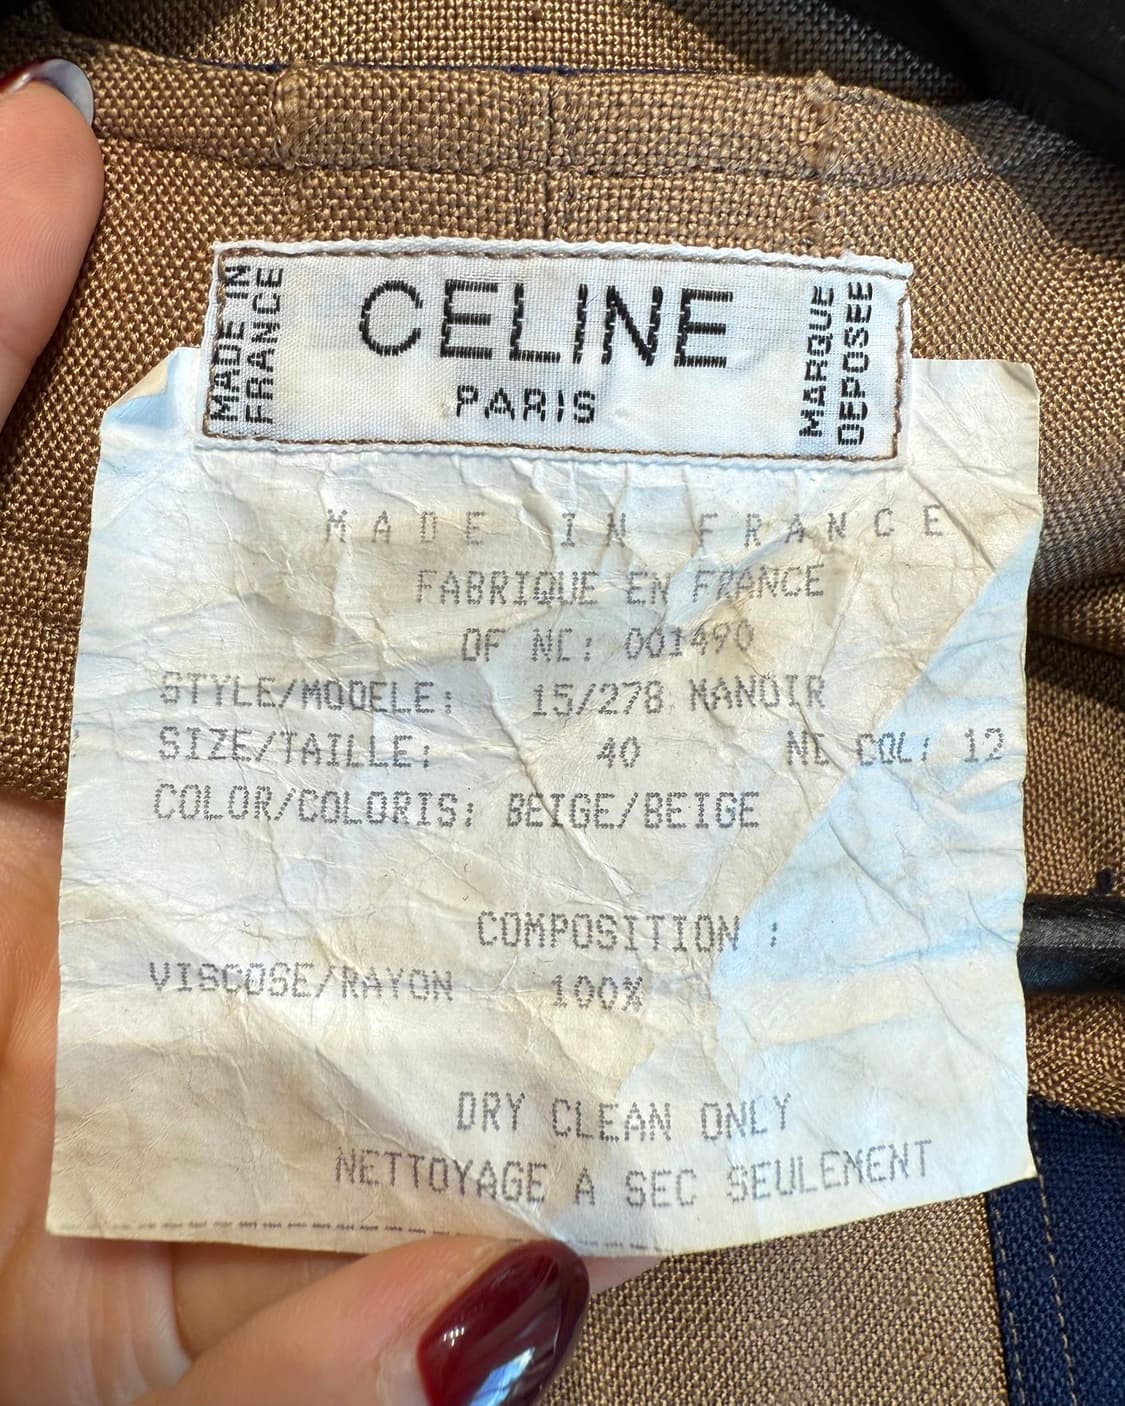 MADE IN
FRANCE
CELINE
PARIS
MARQUE
DEPOSEE
MADE IN FRANCE
FABRIQUE EN FRANCE
OF NC: 001490
STYLE/MODELE: 15/278 MANOIR
SIZE/TAILLE: 40 NI COL: 12
COLOR/COLORIS: BEIGE/BEIGE
COMPOSITION :
VISCOSE/RAYON 100%
DRY CLEAN ONLY
NETTOYAGE A SEC SEULEMENT